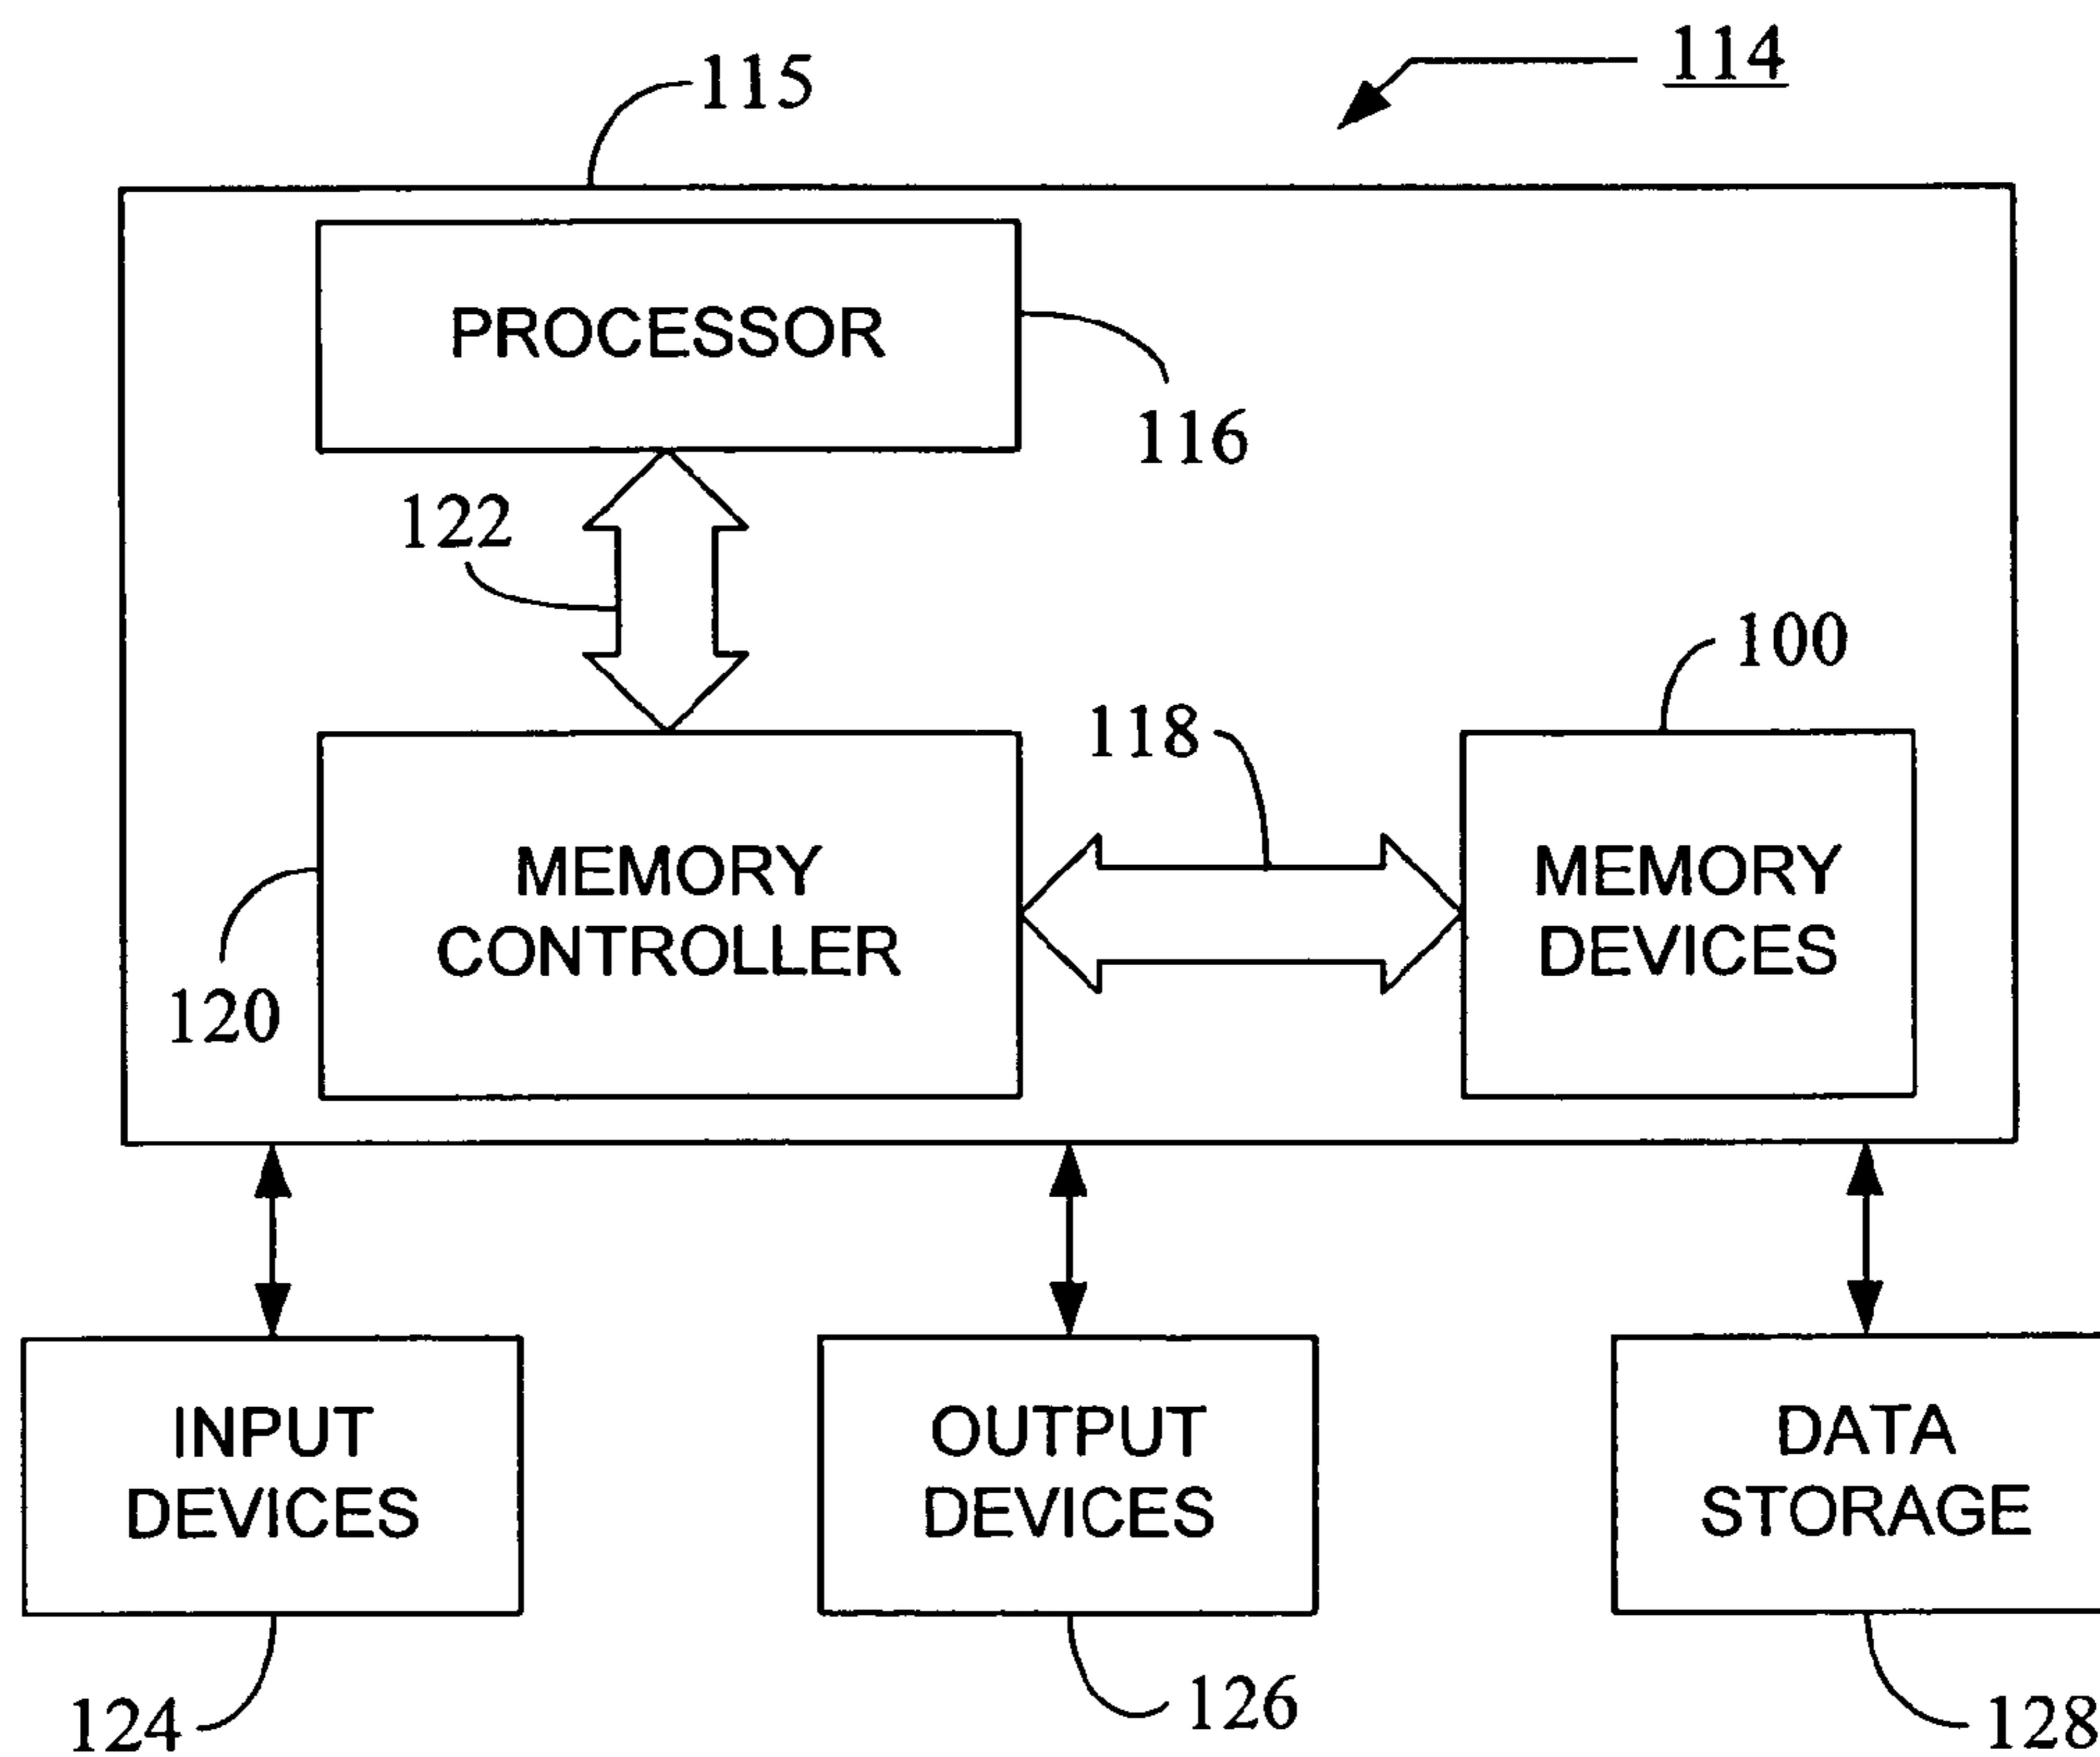 114
115
PROCESSOR
116
122
100
118
MEMORY
CONTROLLER
MEMORY
DEVICES
120
INPUT
DEVICES
OUTPUT
DEVICES
DATA
STORAGE
124
126
128